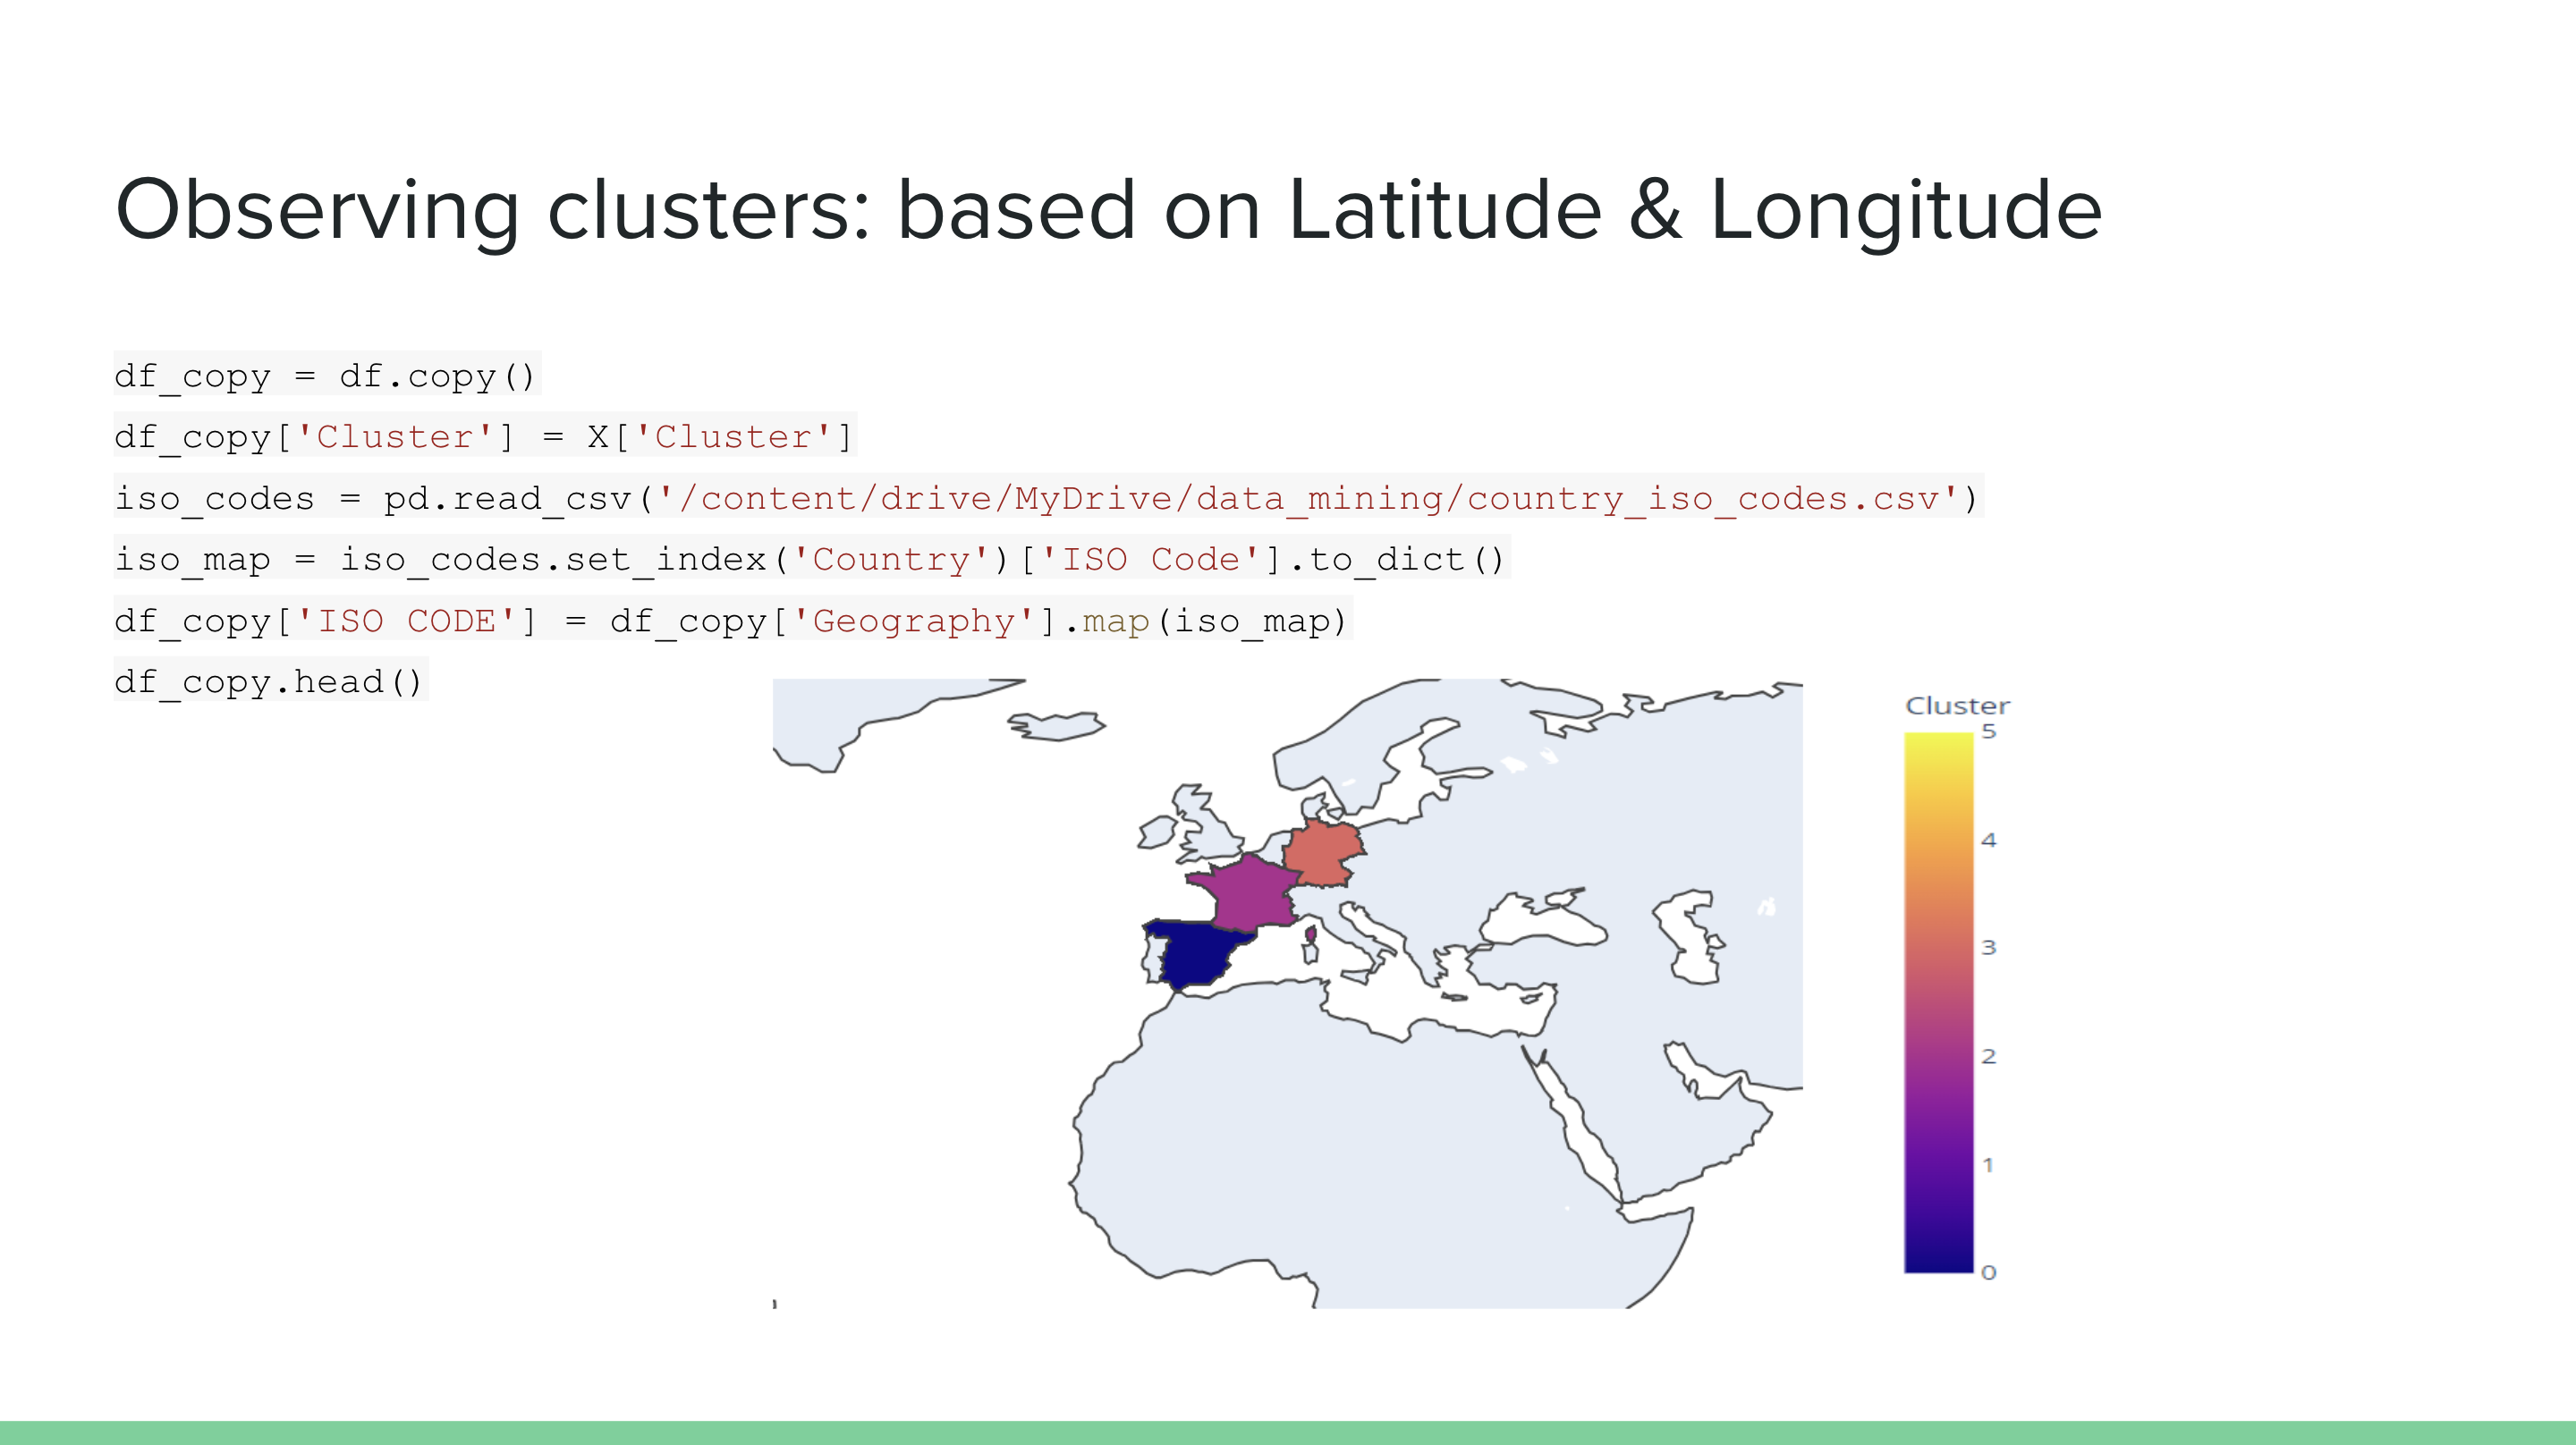 Observing clusters: based on Latitude & Longitude
df_copy = df.copy()
df_copy['Cluster'] = X['Cluster']
iso_codes = pd.read_csv('/content/drive/MyDrive/data_mining/country_iso_codes.csv')
iso_map = iso_codes.set_index('Country')['ISO Code'].to_dict()
df_copy['ISO CODE'] = df_copy['Geography'].map(iso_map)
df_copy.head()
Cluster
5
4
3
2
1
0